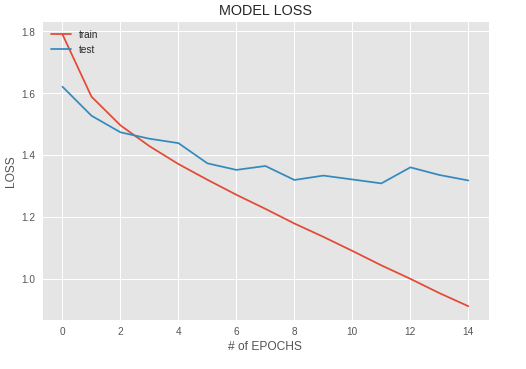 MODEL LOSS
train
test
1.8
1.6
1.4
1.2
1.0
LOSS
0 2 4 6 8 10 12 14
# of EPOCHS